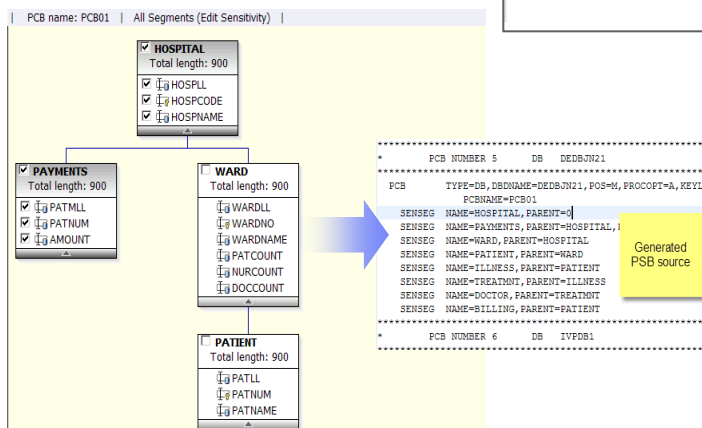 | PCB name: PCB01 | All Segments (Edit Sensitivity) |
HOSPITAL
Total length: 900
HOSPLL
HOSPCODE
HOSPNAME
PAYMENTS
Total length: 900
PATMLL
PATNUM
AMOUNT
WARD
Total length: 900
WARDLL
WARDNO
WARDNAME
PATCOUNT
NURCOUNT
DOCCOUNT
PATIENT
Total length: 900
PATLL
PATNUM
PATNAME
****************************************************************
* PCB NUMBER 5 DB DEDBJN21
****************************************************************
PCB TYPE=DB,DBDNAME=DEDBJN21,POS=M,PROCOPT=A,KEYL
PCBNAME=PCB01
SENSEG NAME=HOSPITAL,PARENT=0
SENSEG NAME=PAYMENTS,PARENT=HOSPITAL,
SENSEG NAME=WARD,PARENT=HOSPITAL
SENSEG NAME=PATIENT,PARENT=WARD
SENSEG NAME=ILLNESS,PARENT=PATIENT
SENSEG NAME=TREATMNT,PARENT=ILLNESS
SENSEG NAME=DOCTOR,PARENT=TREATMNT
SENSEG NAME=BILLING,PARENT=PATIENT
****************************************************************
* PCB NUMBER 6 DB IVPDB1
****************************************************************
Generated
PSB source